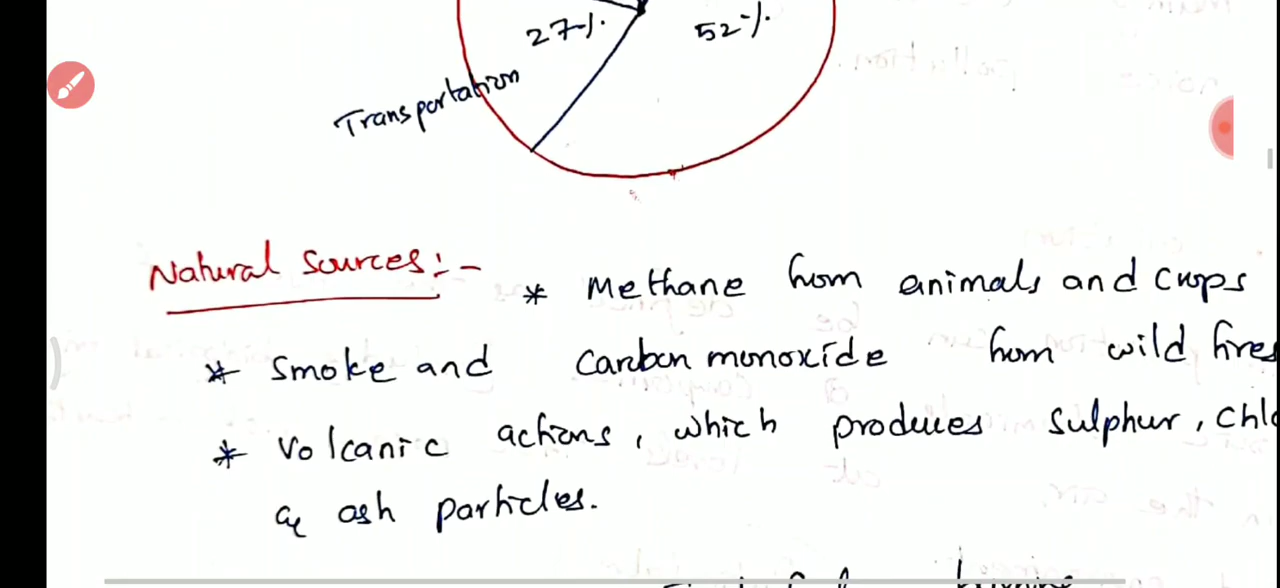 27% 52%
Transportation
Natural Sources:-
* Methane from animals and crops
* Smoke and Carbon monoxide from wild fires
* Volcanic actions, which produces sulphur, chlo
& ash particles.